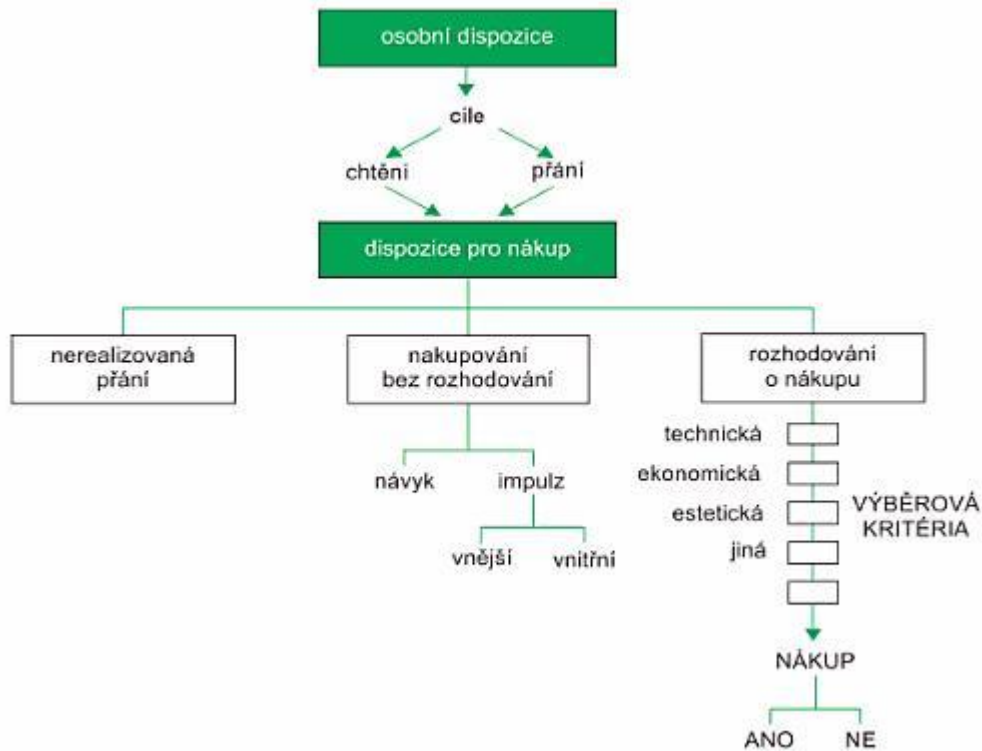 osobní dispozice
cíle
chtění
přání
dispozice pro nákup
nerealizovaná
přání
nakupování
bez rozhodování
rozhodování
o nákupu
návyk
impulz
vnější
vnitřní
technická
ekonomická
estetická
jiná
VÝBĚROVÁ
KRITÉRIA
NÁKUP
ANO
NE